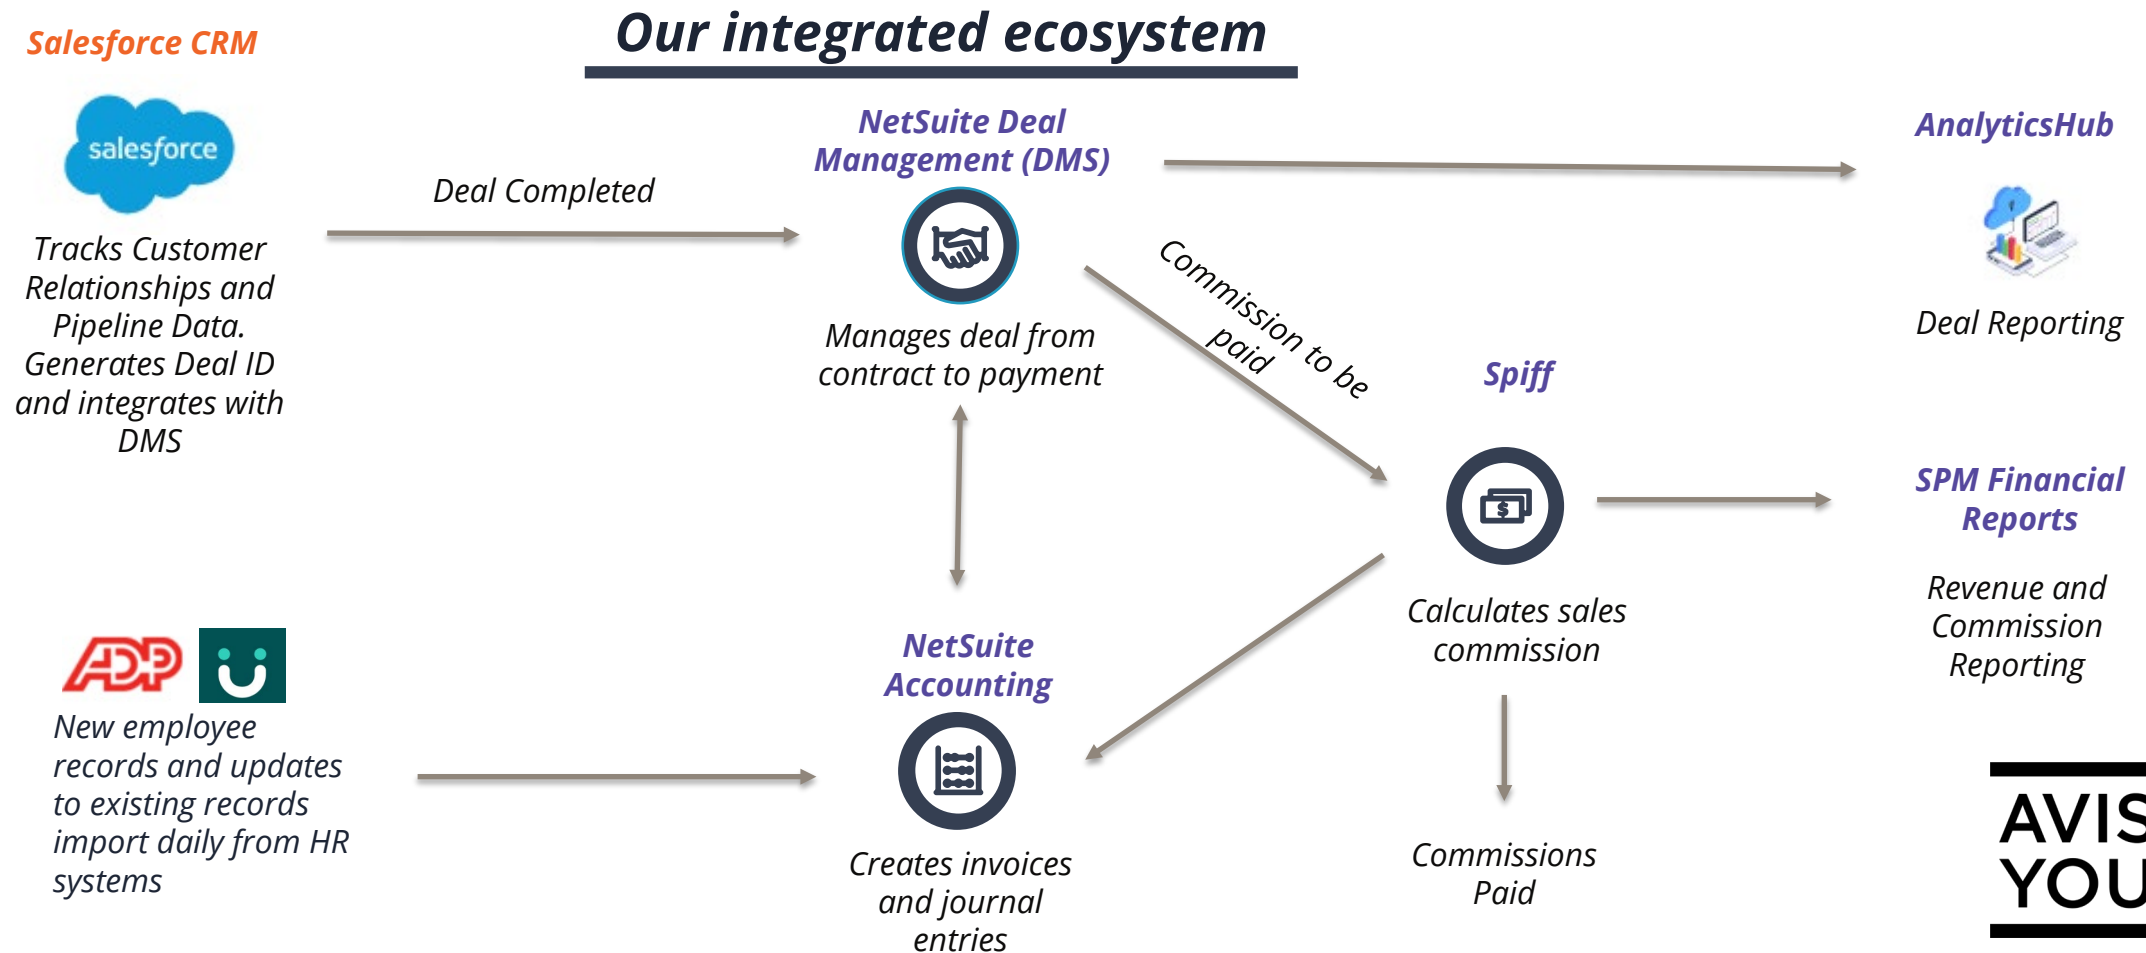 Our integrated ecosystem
Salesforce CRM
salesforce
Tracks Customer
Relationships and
Pipeline Data.
Generates Deal ID
and integrates with
DMS
Deal Completed
NetSuite Deal
Management (DMS)
Manages deal from
contract to payment
Commission to be
paid
AnalyticsHub
Deal Reporting
Spiff
$
Calculates sales
commission
Commissions
Paid
SPM Financial
Reports
Revenue and
Commission
Reporting
ADP
New employee
records and updates
to existing records
import daily from HR
systems
NetSuite
Accounting
Creates invoices
and journal
entries
AVIS
YOU